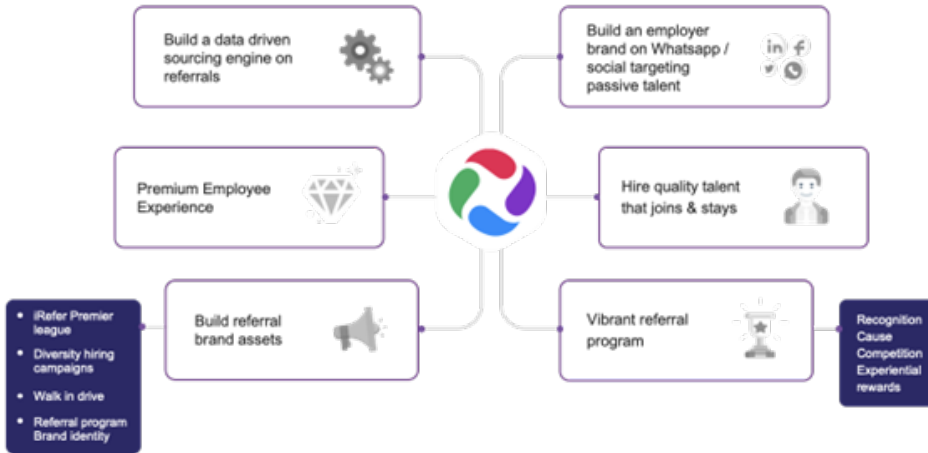 Build a data driven
sourcing engine on
referrals
Build an employer
brand on Whatsapp /
social targeting
passive talent
in f
Premium Employee
Experience
Hire quality talent
that joins & stays
iRefer Premier
league
Diversity hiring
campaigns
Walk in drive
Referral program
Brand identity
Build referral
brand assets
Vibrant referral
program
Recognition
Cause
Competition
Experiential
rewards